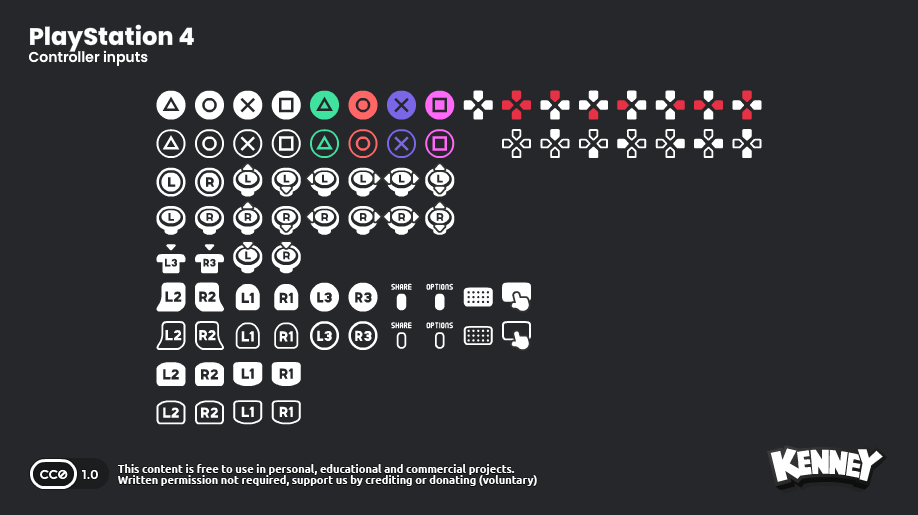 PlayStation 4
Controller inputs
L R L L L L L L
L R R R R R R R
L3 R3 L R
L2 R2 L1 R1 L3 R3 SHARE OPTIONS
L2 R2 L1 R1 L3 R3 SHARE OPTIONS
L2 R2 L1 R1
L2 R2 L1 R1
CC0 1.0
This content is free to use in personal, educational and commercial projects.
Written permission not required, support us by crediting or donating (voluntary)
KENNEY